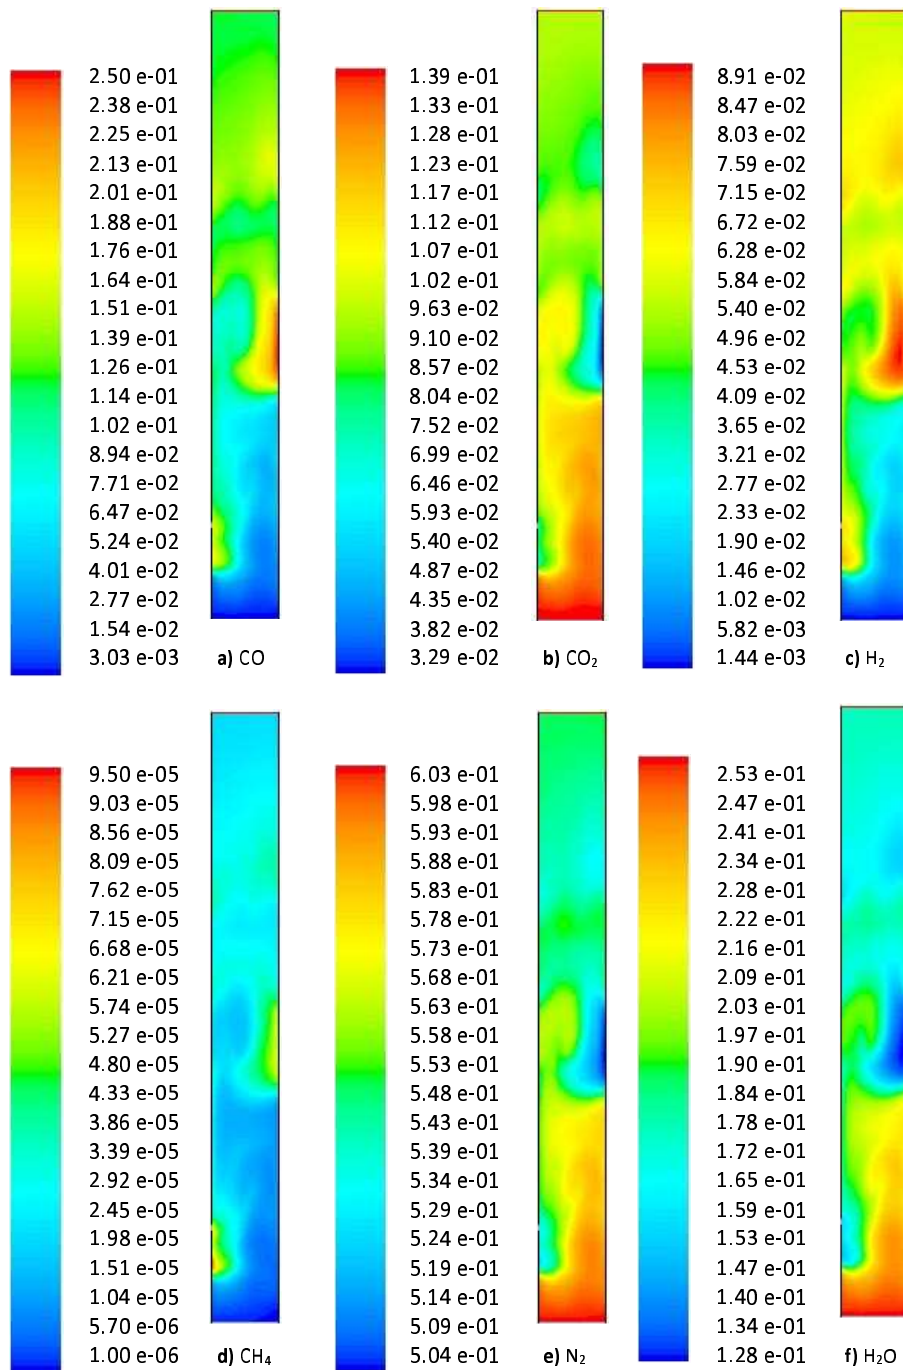 2.50 e-01
2.38 e-01
2.25 e-01
2.13 e-01
2.01 e-01
1.88 e-01
1.76 e-01
1.64 e-01
1.51 e-01
1.39 e-01
1.26 e-01
1.14 e-01
1.02 e-01
8.94 e-02
7.71 e-02
6.47 e-02
5.24 e-02
4.01 e-02
2.77 e-02
1.54 e-02
3.03 e-03
a) CO
1.39 e-01
1.33 e-01
1.28 e-01
1.23 e-01
1.17 e-01
1.12 e-01
1.07 e-01
1.02 e-01
9.63 e-02
9.10 e-02
8.57 e-02
8.04 e-02
7.52 e-02
6.99 e-02
6.46 e-02
5.93 e-02
5.40 e-02
4.87 e-02
4.35 e-02
3.82 e-02
3.29 e-02
b) CO₂
8.91 e-02
8.47 e-02
8.03 e-02
7.59 e-02
7.15 e-02
6.72 e-02
6.28 e-02
5.84 e-02
5.40 e-02
4.96 e-02
4.53 e-02
4.09 e-02
3.65 e-02
3.21 e-02
2.77 e-02
2.33 e-02
1.90 e-02
1.46 e-02
1.02 e-02
5.82 e-03
1.44 e-03
c) H₂
9.50 e-05
9.03 e-05
8.56 e-05
8.09 e-05
7.62 e-05
7.15 e-05
6.68 e-05
6.21 e-05
5.74 e-05
5.27 e-05
4.80 e-05
4.33 e-05
3.86 e-05
3.39 e-05
2.92 e-05
2.45 e-05
1.98 e-05
1.51 e-05
1.04 e-05
5.70 e-06
1.00 e-06
d) CH₄
6.03 e-01
5.98 e-01
5.93 e-01
5.88 e-01
5.83 e-01
5.78 e-01
5.73 e-01
5.68 e-01
5.63 e-01
5.58 e-01
5.53 e-01
5.48 e-01
5.43 e-01
5.39 e-01
5.34 e-01
5.29 e-01
5.24 e-01
5.19 e-01
5.14 e-01
5.09 e-01
5.04 e-01
e) N₂
2.53 e-01
2.47 e-01
2.41 e-01
2.34 e-01
2.28 e-01
2.22 e-01
2.16 e-01
2.09 e-01
2.03 e-01
1.97 e-01
1.90 e-01
1.84 e-01
1.78 e-01
1.72 e-01
1.65 e-01
1.59 e-01
1.53 e-01
1.47 e-01
1.40 e-01
1.34 e-01
1.28 e-01
f) H₂O